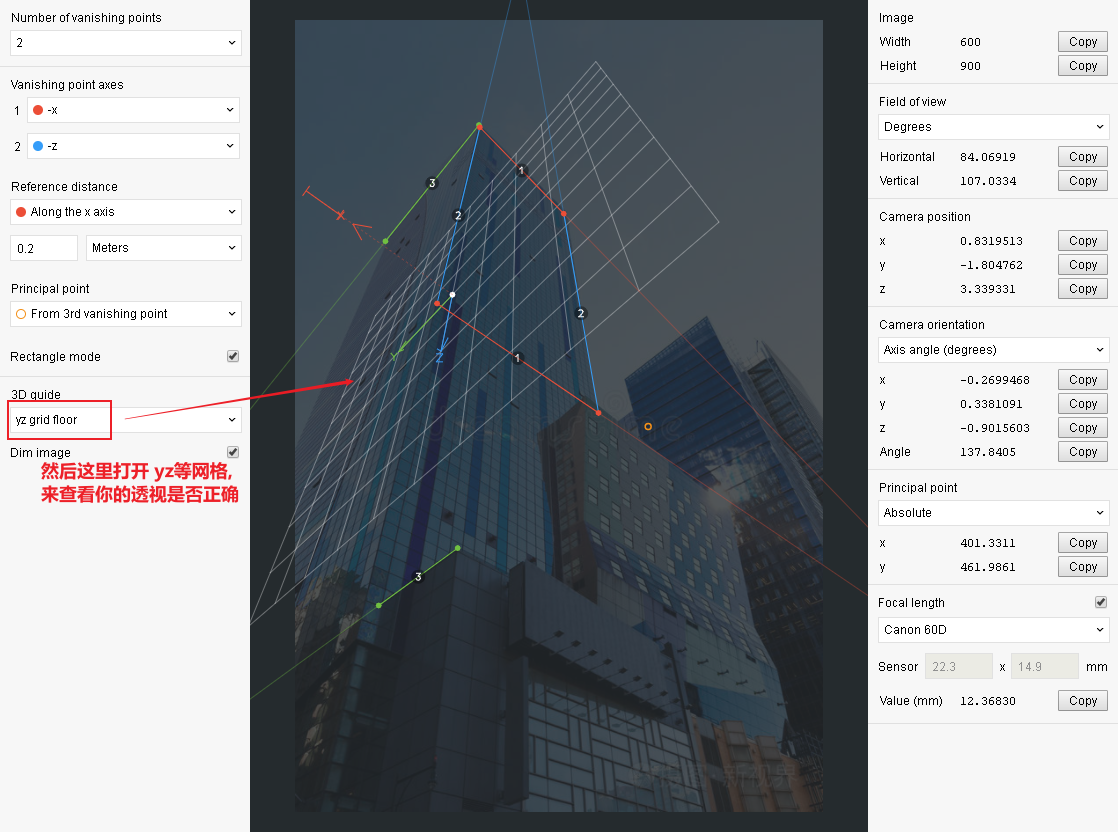 Number of vanishing points
2
Vanishing point axes
1 -x
2 -z
Reference distance
Along the x axis
0.2 Meters
Principal point
From 3rd vanishing point
Rectangle mode
3D guide
yz grid floor
Dim image
然后这里打开 yz等网格,
来查看你的透视是否正确
1
3
2
x
2
Y
Z
1
3
Image
Width 600 Copy
Height 900 Copy
Field of view
Degrees
Horizontal 84.06919 Copy
Vertical 107.0334 Copy
Camera position
x 0.8319513 Copy
y -1.804762 Copy
z 3.339331 Copy
Camera orientation
Axis angle (degrees)
x -0.2699468 Copy
y 0.3381091 Copy
z -0.9015603 Copy
Angle 137.8405 Copy
Principal point
Absolute
x 401.3311 Copy
y 461.9861 Copy
Focal length
Canon 60D
Sensor 22.3 x 14.9 mm
Value (mm) 12.36830 Copy